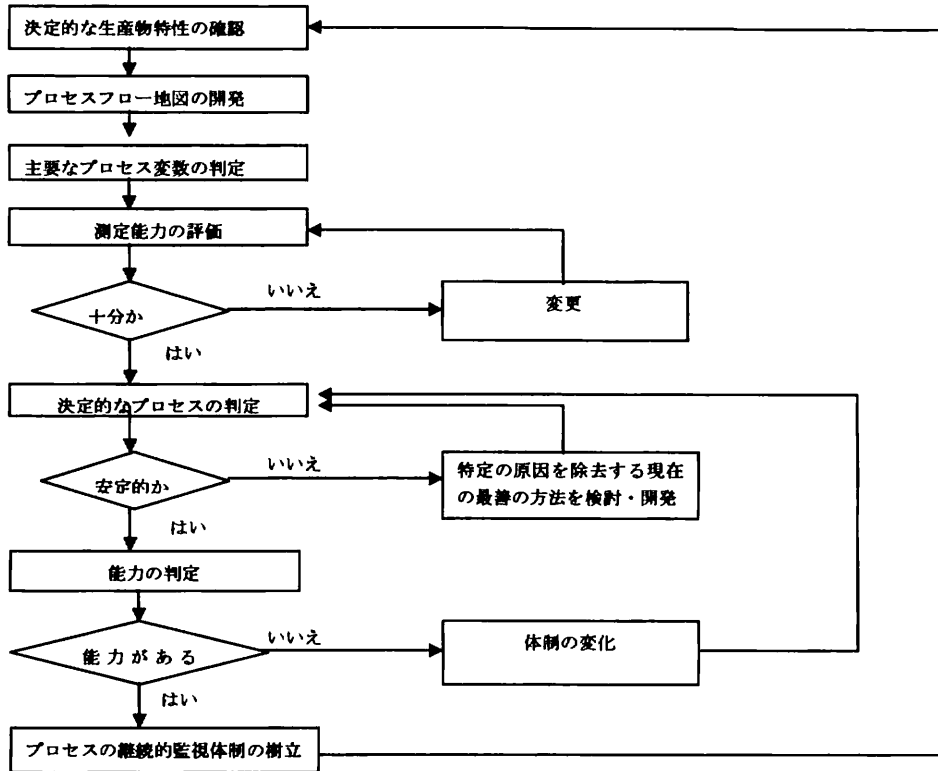 決定的な生産物特性の確認
プロセスフロー地図の開発
主要なプロセス変数の判定
測定能力の評価
十分か
いいえ
変更
はい
決定的なプロセスの判定
安定的か
いいえ
特定の原因を除去する現在
の最善の方法を検討・開発
はい
能力の判定
能力がある
いいえ
体制の変化
はい
プロセスの継続的監視体制の樹立